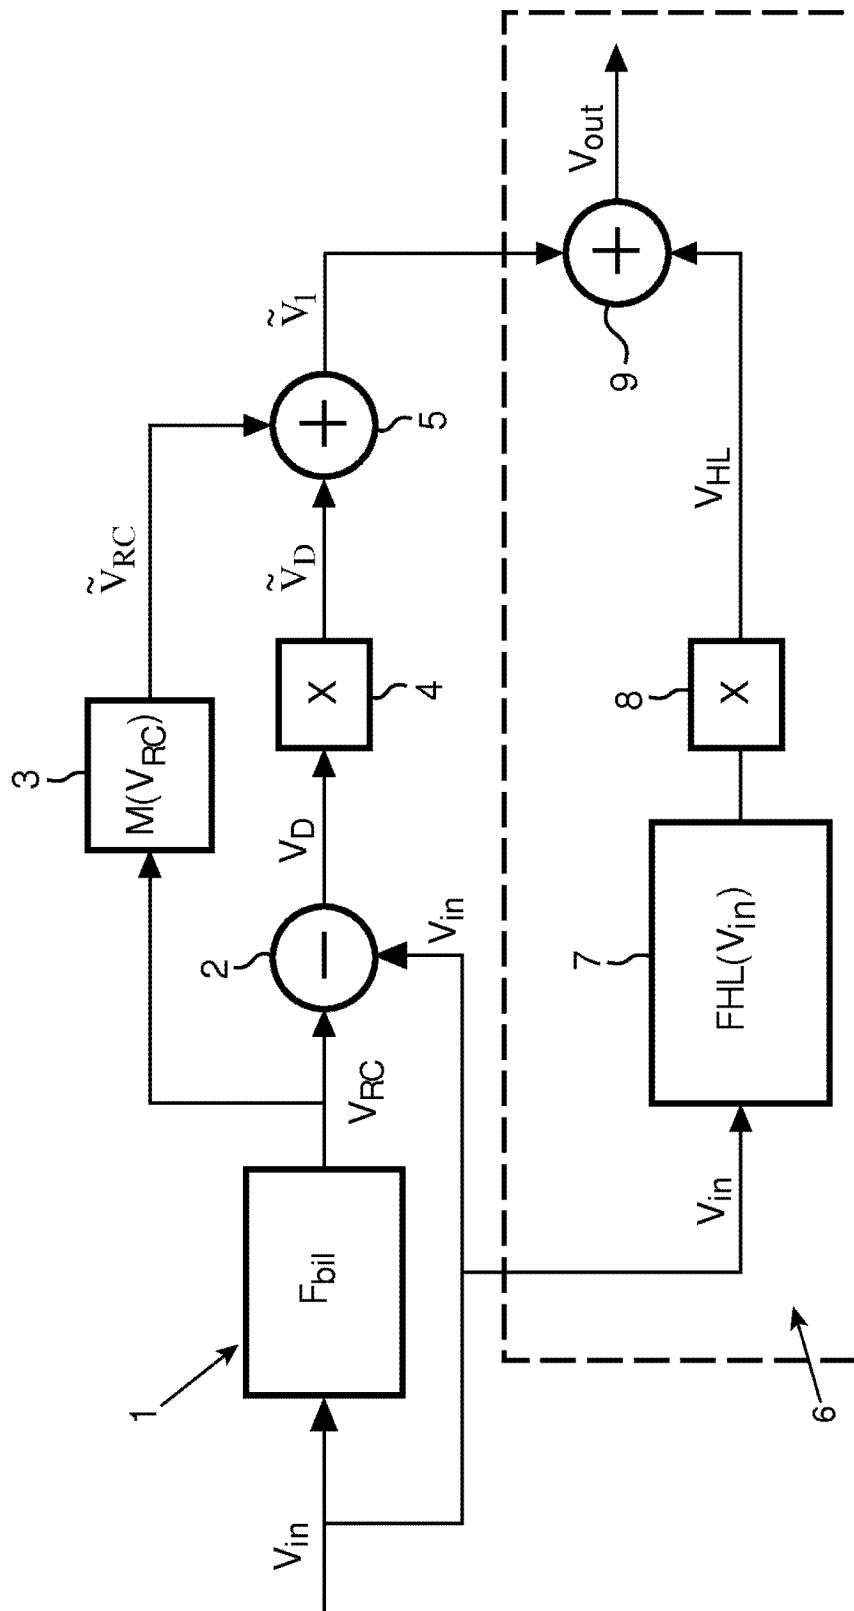 1
V_in
F_bil
V_RC
3
M(V_RC)
Ṽ_RC
2
−
V_in
V_D
X
4
Ṽ_D
+
5
Ṽ_1
6
V_in
7
FHL(V_in)
8
X
V_HL
+
9
V_out